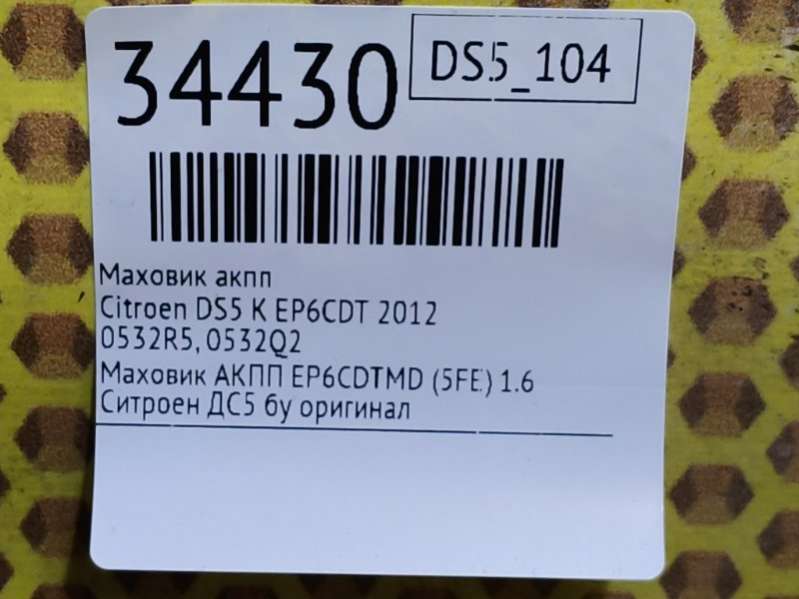 34430
DS5_104
Маховик акпп
Citroen DS5 K EP6CDT 2012
0532R5, 0532Q2
Маховик АКПП EP6CDTMD (5FE) 1.6
Ситроен ДС5 бу оригинал